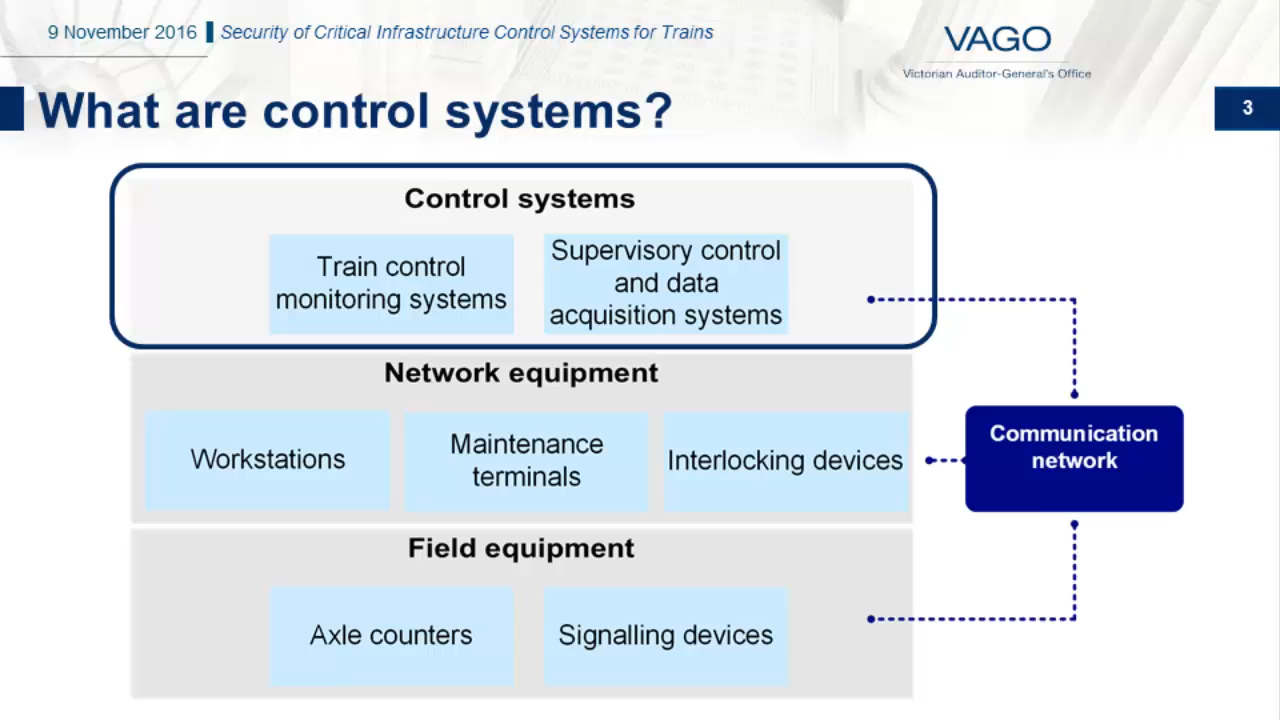 9 November 2016 Security of Critical Infrastructure Control Systems for Trains
VAGO
Victorian Auditor-General's Office
What are control systems?
3
Control systems
Train control
monitoring systems
Supervisory control
and data
acquisition systems
Network equipment
Workstations
Maintenance
terminals
Interlocking devices
Communication
network
Field equipment
Axle counters
Signalling devices